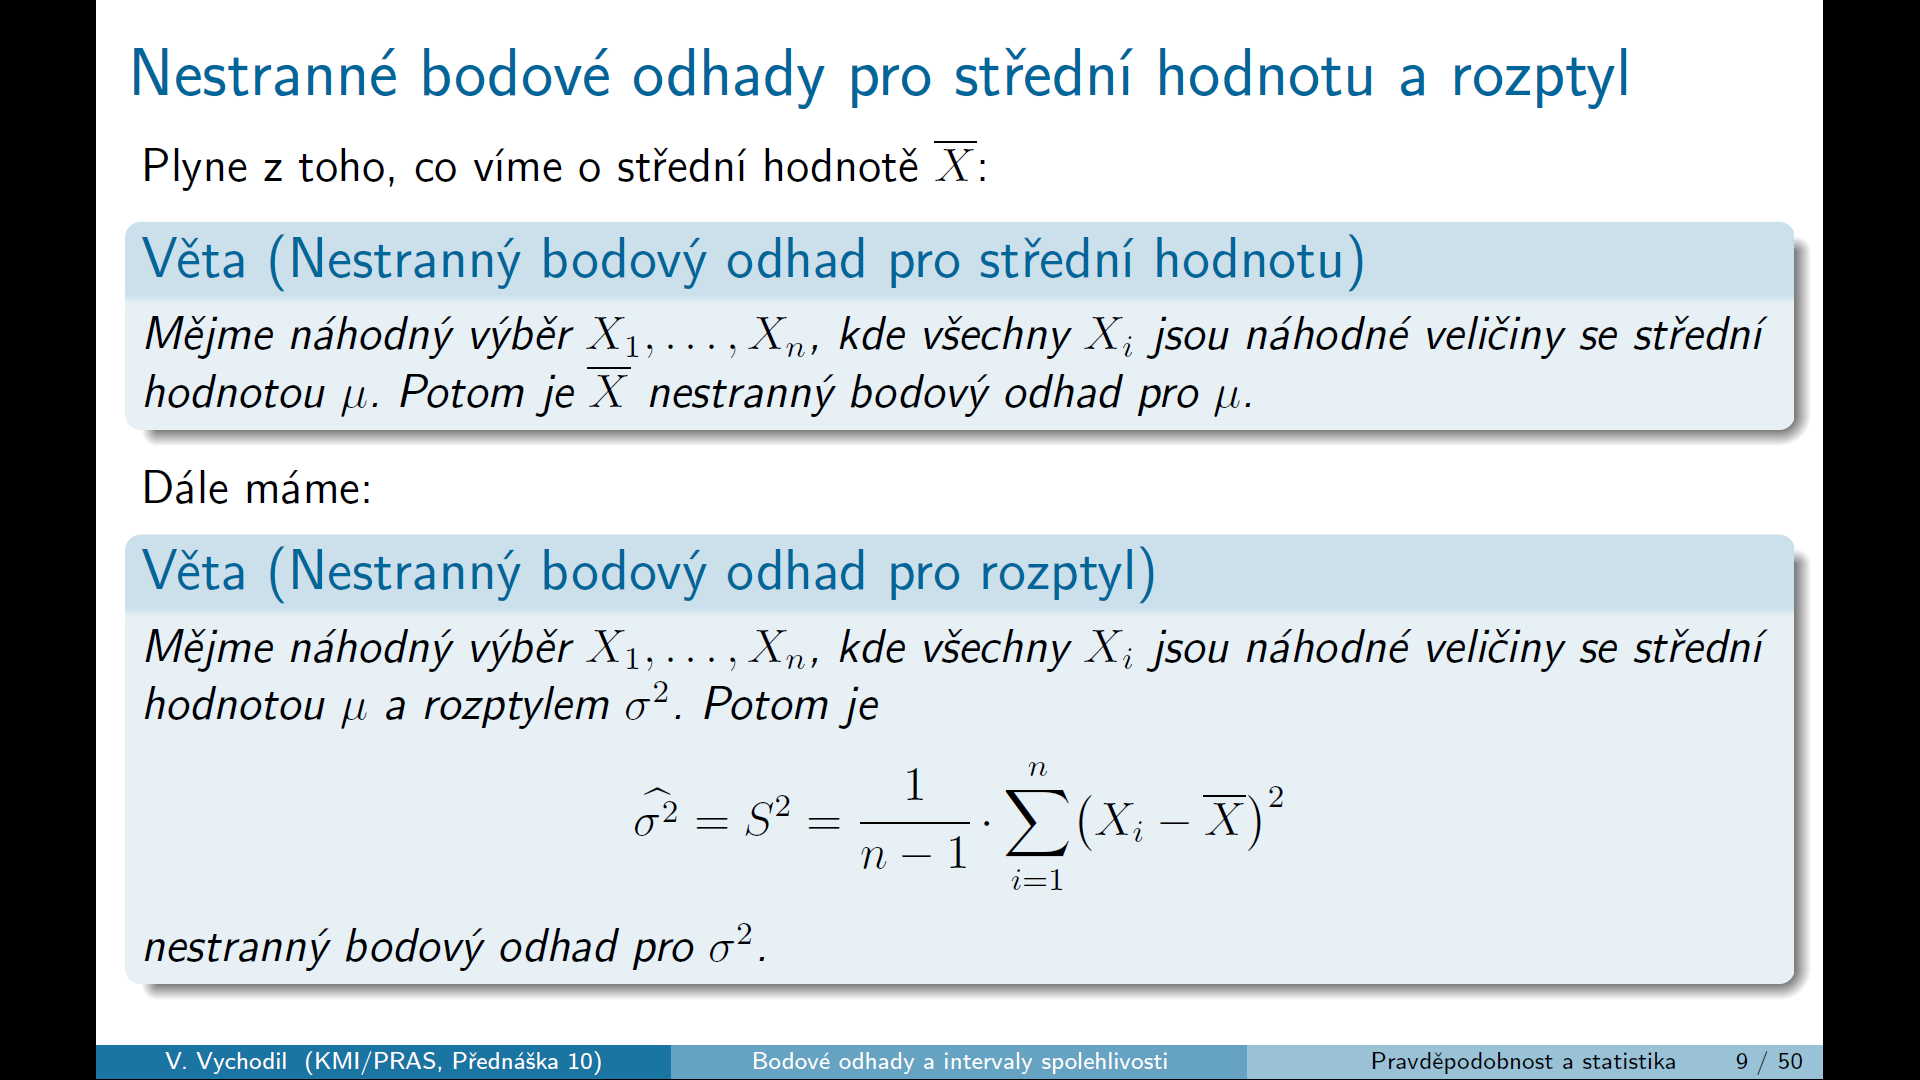 Nestranné bodové odhady pro střední hodnotu a rozptyl
Plyne z toho, co víme o střední hodnotě $\overline{X}$:
Věta (Nestranný bodový odhad pro střední hodnotu)
Mějme náhodný výběr $X_1, \ldots, X_n$, kde všechny $X_i$ jsou náhodné veličiny se střední
hodnotou $\mu$. Potom je $\overline{X}$ nestranný bodový odhad pro $\mu$.
Dále máme:
Věta (Nestranný bodový odhad pro rozptyl)
Mějme náhodný výběr $X_1, \ldots, X_n$, kde všechny $X_i$ jsou náhodné veličiny se střední
hodnotou $\mu$ a rozptylem $\sigma^2$. Potom je
$\widehat{\sigma^2} = S^2 = \frac{1}{n-1} \cdot \sum_{i=1}^{n} \left(X_i - \overline{X}\right)^2$
nestranný bodový odhad pro $\sigma^2$.
V. Vychodil (KMI/PRAS, Přednáška 10) Bodové odhady a intervaly spolehlivosti Pravděpodobnost a statistika 9 / 50